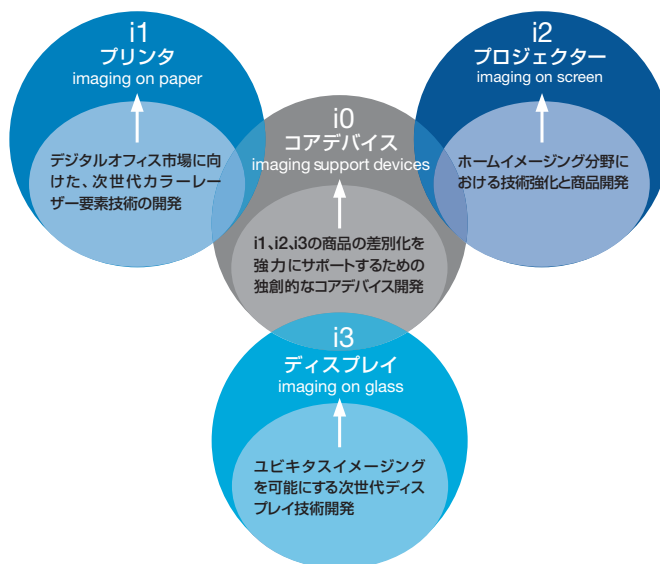 i1
プリンタ
imaging on paper
デジタルオフィス市場に向
けた、次世代カラーレー
ザー要素技術の開発
i2
プロジェクター
imaging on screen
ホームイメージング分野に
おける技術強化と商品開発
i0
コアデバイス
imaging support devices
i1、i2、i3の商品の差別化を
強力にサポートするための
独創的なコアデバイス開発
i3
ディスプレイ
imaging on glass
ユビキタスイメージング
を可能にする次世代ディス
プレイ技術開発